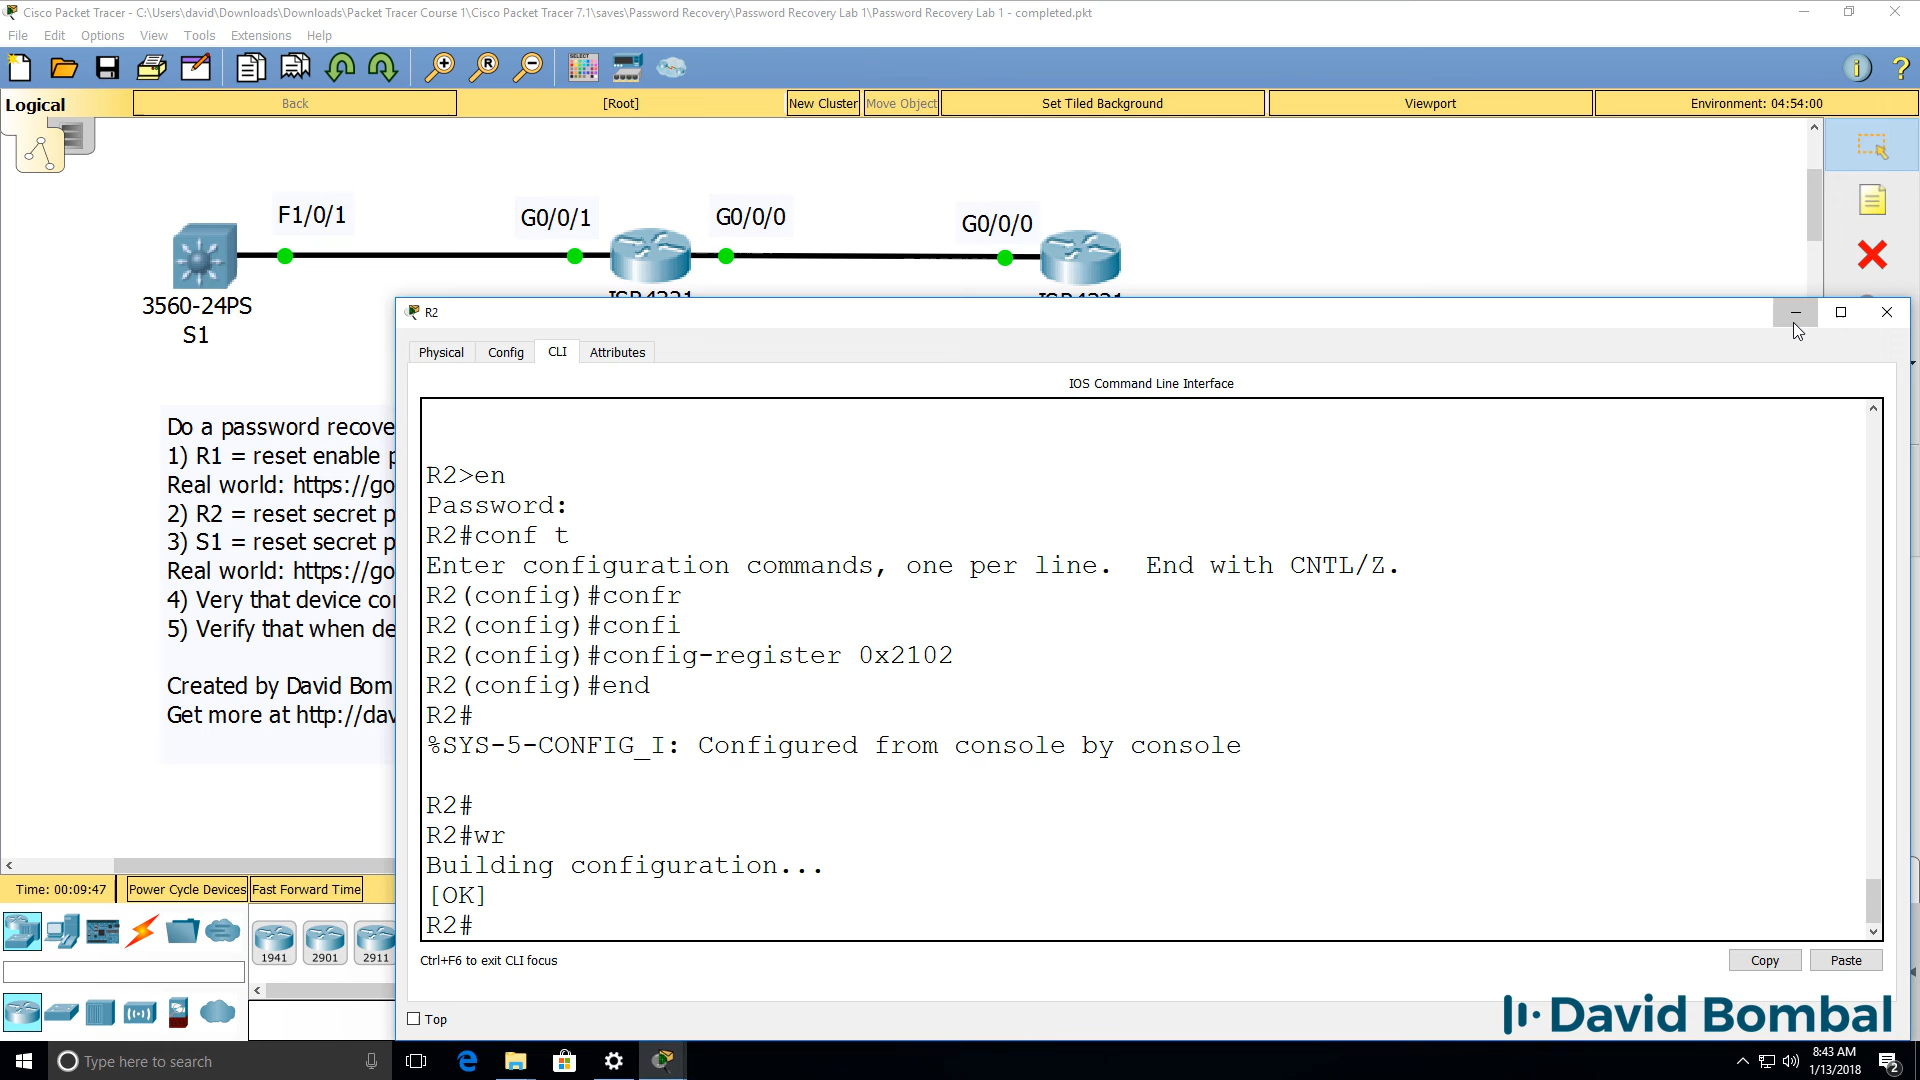 Cisco Packet Tracer - C:\Users\david\Downloads\Downloads\Packet Tracer Course 1\Cisco Packet Tracer 7.1\saves\Password Recovery\Password Recovery Lab 1\Password Recovery Lab 1 - completed.pkt
File Edit Options View Tools Extensions Help
Logical Back [Root] New Cluster Move Object Set Tiled Background Viewport Environment: 04:54:00
F1/0/1
G0/0/1
G0/0/0
G0/0/0
3560-24PS
S1
Do a password recove
1) R1 = reset enable p
Real world: https://go
2) R2 = reset secret p
3) S1 = reset secret p
Real world: https://go
4) Very that device co
5) Verify that when de
Created by David Bom
Get more at http://dav
R2
Physical Config CLI Attributes
IOS Command Line Interface
R2>en
Password:
R2#conf t
Enter configuration commands, one per line.  End with CNTL/Z.
R2(config)#confr
R2(config)#confi
R2(config)#config-register 0x2102
R2(config)#end
R2#
%SYS-5-CONFIG_I: Configured from console by console
R2#
R2#wr
Building configuration...
[OK]
R2#
Ctrl+F6 to exit CLI focus
Copy Paste
Top
Time: 00:09:47 Power Cycle Devices Fast Forward Time
1941 2901 2911
David Bombal
Type here to search
8:43 AM
1/13/2018
2